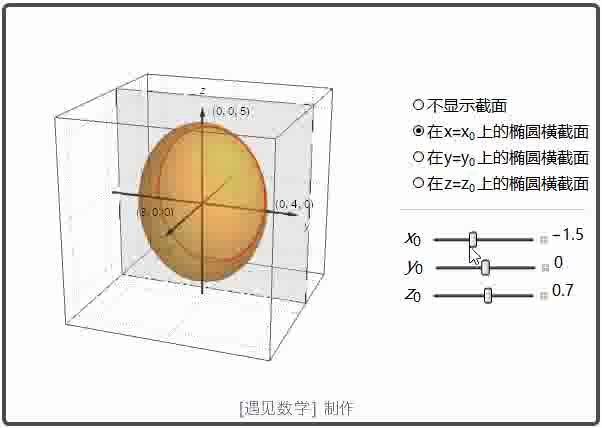 z
(0, 0, 5)
(3, 0, 0)
(0, 4, 0)
y
不显示截面
在x=x₀上的椭圆横截面
在y=y₀上的椭圆横截面
在z=z₀上的椭圆横截面
x₀ −1.5
y₀ 0
z₀ 0.7
[遇见数学] 制作